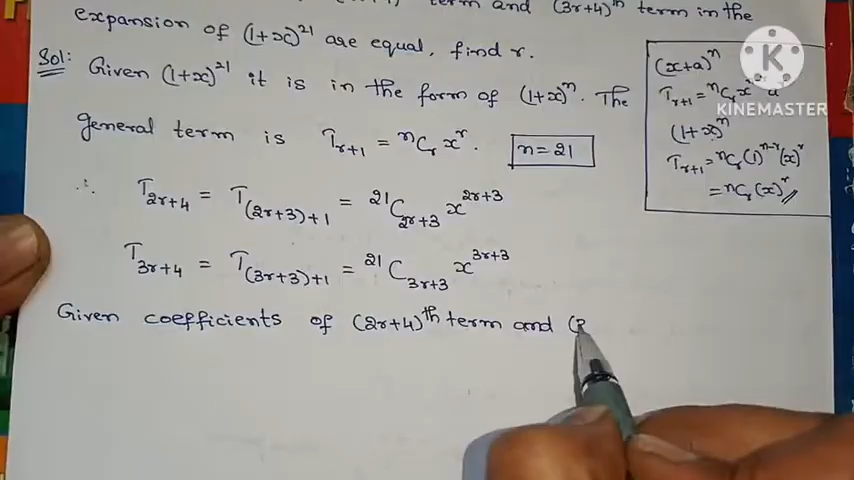 term and (3r+4)th term in the
expansion of (1+x)^21 are equal, find r.
Sol: Given (1+x)^21 it is in the form of (1+x)^n. The
general term is T_{r+1} = ^nC_r x^r. n = 21
∴ T_{2r+4} = T_{(2r+3)+1} = ^21C_{2r+3} x^{2r+3}
T_{3r+4} = T_{(3r+3)+1} = ^21C_{3r+3} x^{3r+3}
Given coefficients of (2r+4)th term and (
(x+a)^n
T_{r+1} = ^nC_r x a
(1+x)^n
T_{r+1} = ^nC_r (1)^{n-r} (x)^r
= ^nC_r (x)^r
KINEMASTER